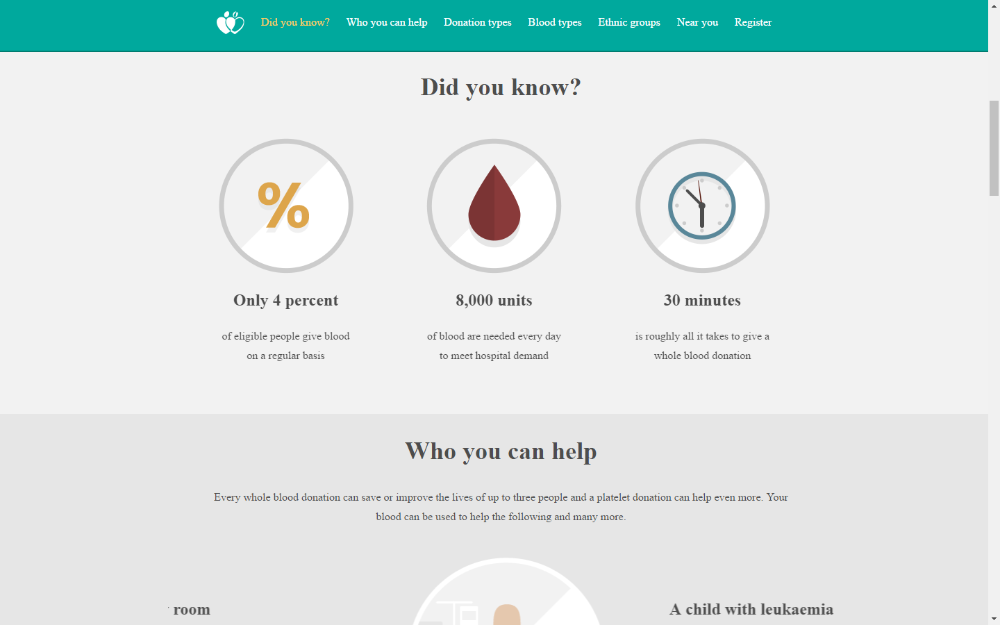 Did you know?
Who you can help
Donation types
Blood types
Ethnic groups
Near you
Register
Did you know?
%
Only 4 percent
of eligible people give blood
on a regular basis
8,000 units
of blood are needed every day
to meet hospital demand
30 minutes
is roughly all it takes to give a
whole blood donation
Who you can help
Every whole blood donation can save or improve the lives of up to three people and a platelet donation can help even more. Your
blood can be used to help the following and many more.
room
A child with leukaemia